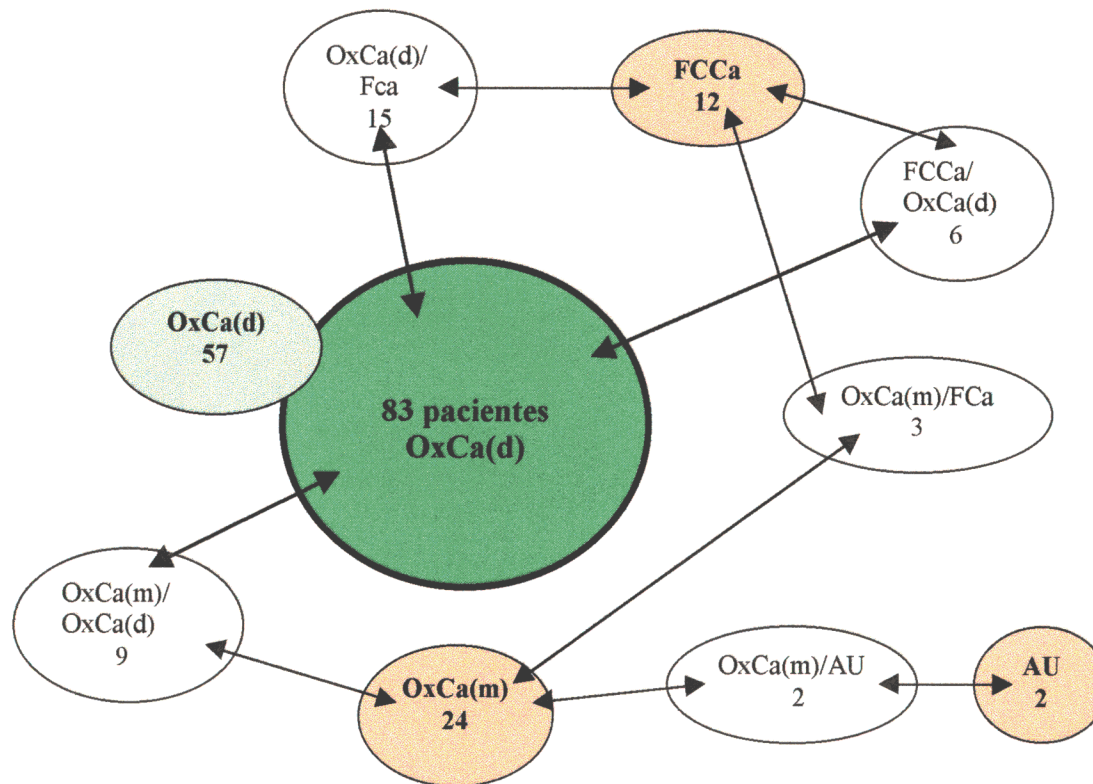 OxCa(d)/
Fca
15
FCCa
12
FCCa/
OxCa(d)
6
OxCa(d)
57
83 pacientes
OxCa(d)
OxCa(m)/FCa
3
OxCa(m)/
OxCa(d)
9
OxCa(m)
24
OxCa(m)/AU
2
AU
2